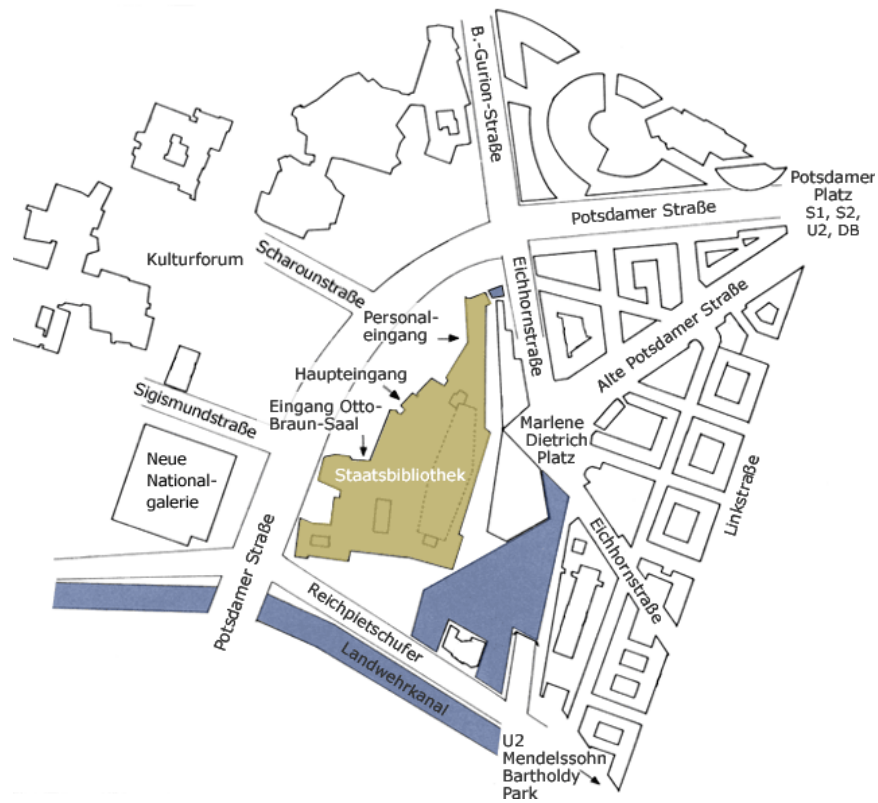 B.-Gurion-Straße
Potsdamer
Platz
S1, S2,
U2, DB
Potsdamer Straße
Kulturforum
Scharounstraße
Eichhornstraße
Personal-
eingang
Alte Potsdamer Straße
Haupteingang
Eingang Otto-
Braun-Saal
Sigismundstraße
Marlene
Dietrich
Platz
Neue
National-
galerie
Staatsbibliothek
Linkstraße
Eichhornstraße
Potsdamer Straße
Reichpietschufer
Landwehrkanal
U2
Mendelssohn
Bartholdy
Park